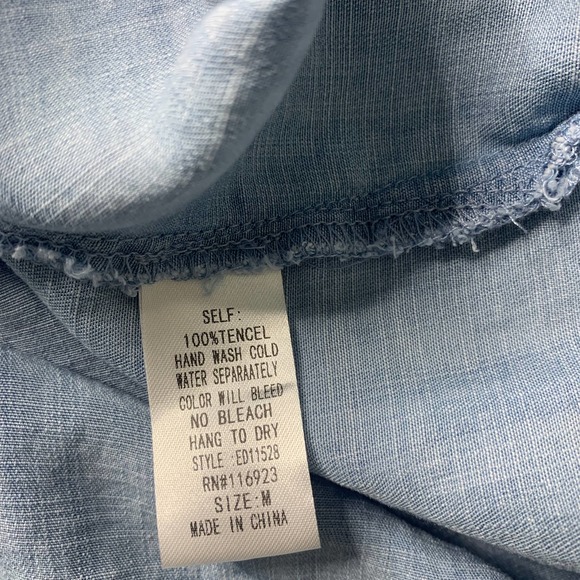 SELF:
100%TENCEL
HAND WASH COLD
WATER SEPARAATELY
COLOR WILL BLEED
NO BLEACH
HANG TO DRY
STYLE :ED11528
RN#116923
SIZE:M
MADE IN CHINA